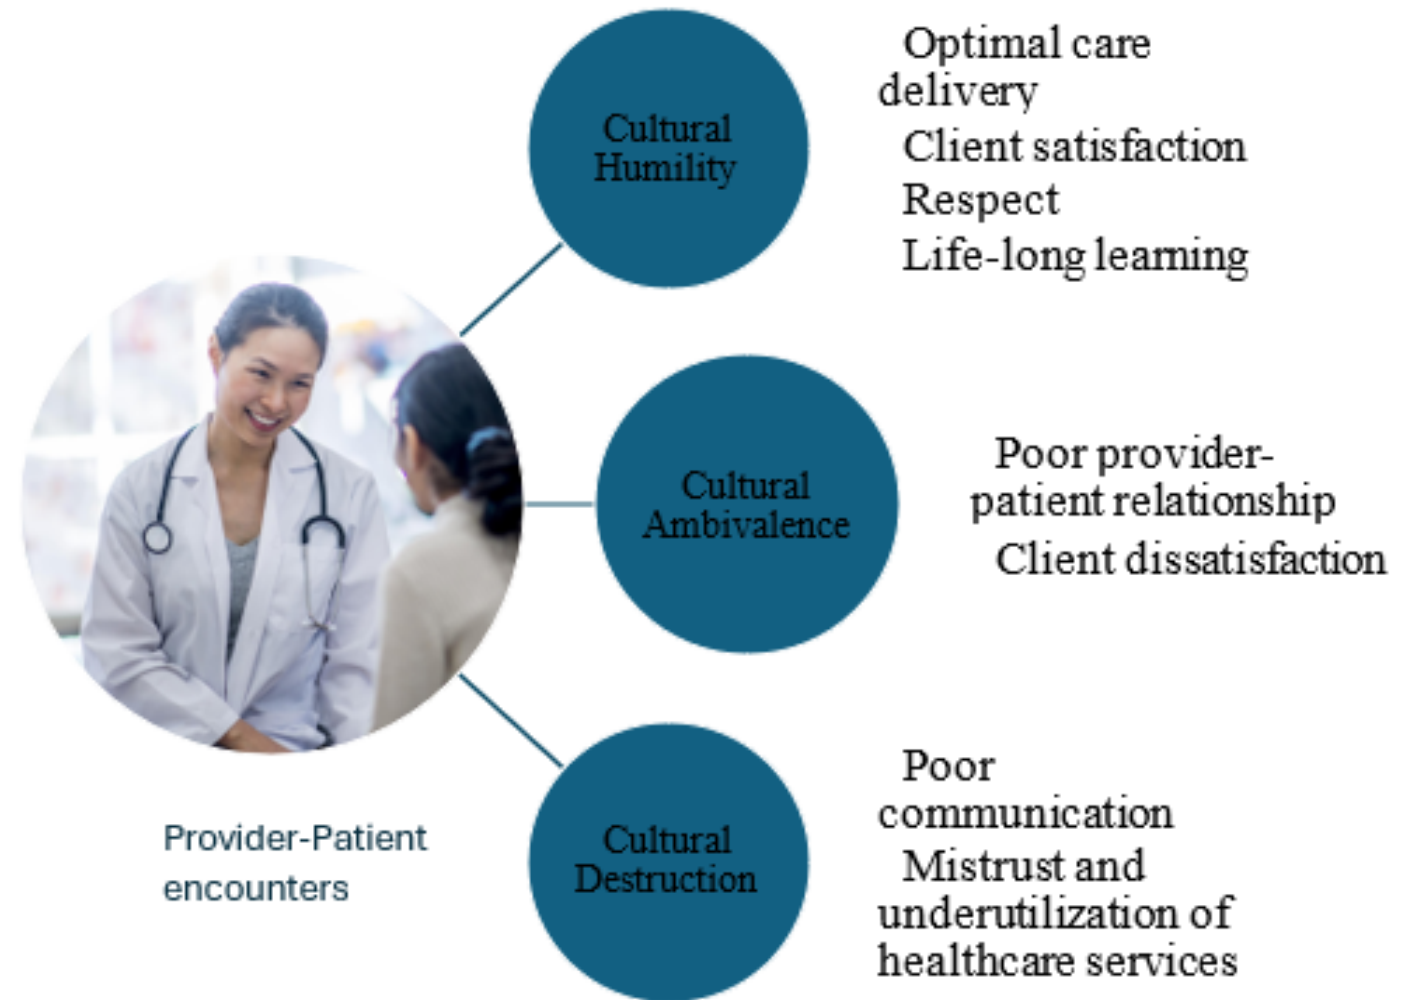 Cultural
Humility
Optimal care
delivery
Client satisfaction
Respect
Life-long learning
Cultural
Ambivalence
Poor provider-
patient relationship
Client dissatisfaction
Cultural
Destruction
Poor
communication
Mistrust and
underutilization of
healthcare services
Provider-Patient
encounters